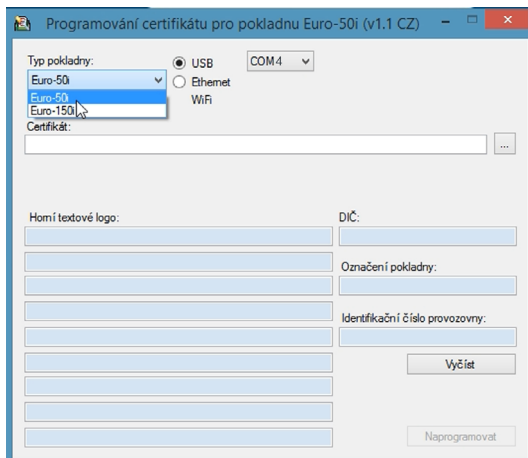 Programování certifikátu pro pokladnu Euro-50i (v1.1 CZ)
Typ pokladny:
Euro-50i
Euro-50i
Euro-150i
USB
COM4
Ethernet
WiFi
Certifikát:
...
Horní textové logo:
DIČ:
Označení pokladny:
Identifikační číslo provozovny:
Vyčíst
Naprogramovat